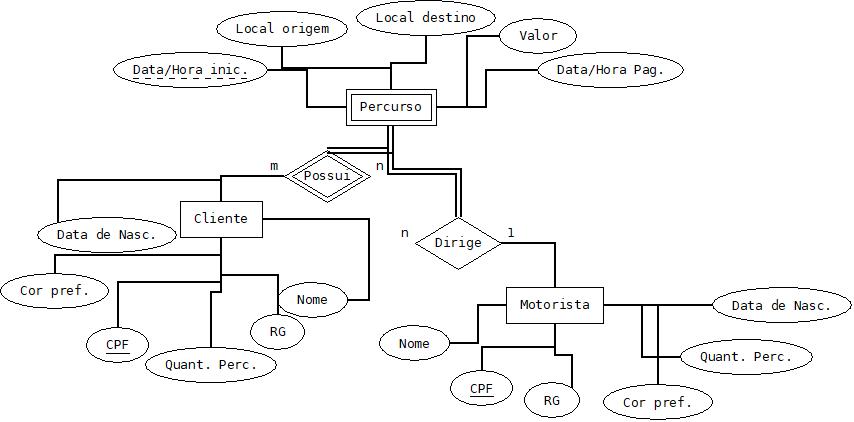 Local destino
Local origem
Valor
Data/Hora inic.
Data/Hora Pag.
Percurso
m
Possui
n
Cliente
n
Dirige
1
Data de Nasc.
Cor pref.
Nome
RG
CPF
Quant. Perc.
Motorista
Data de Nasc.
Nome
Quant. Perc.
CPF
RG
Cor pref.